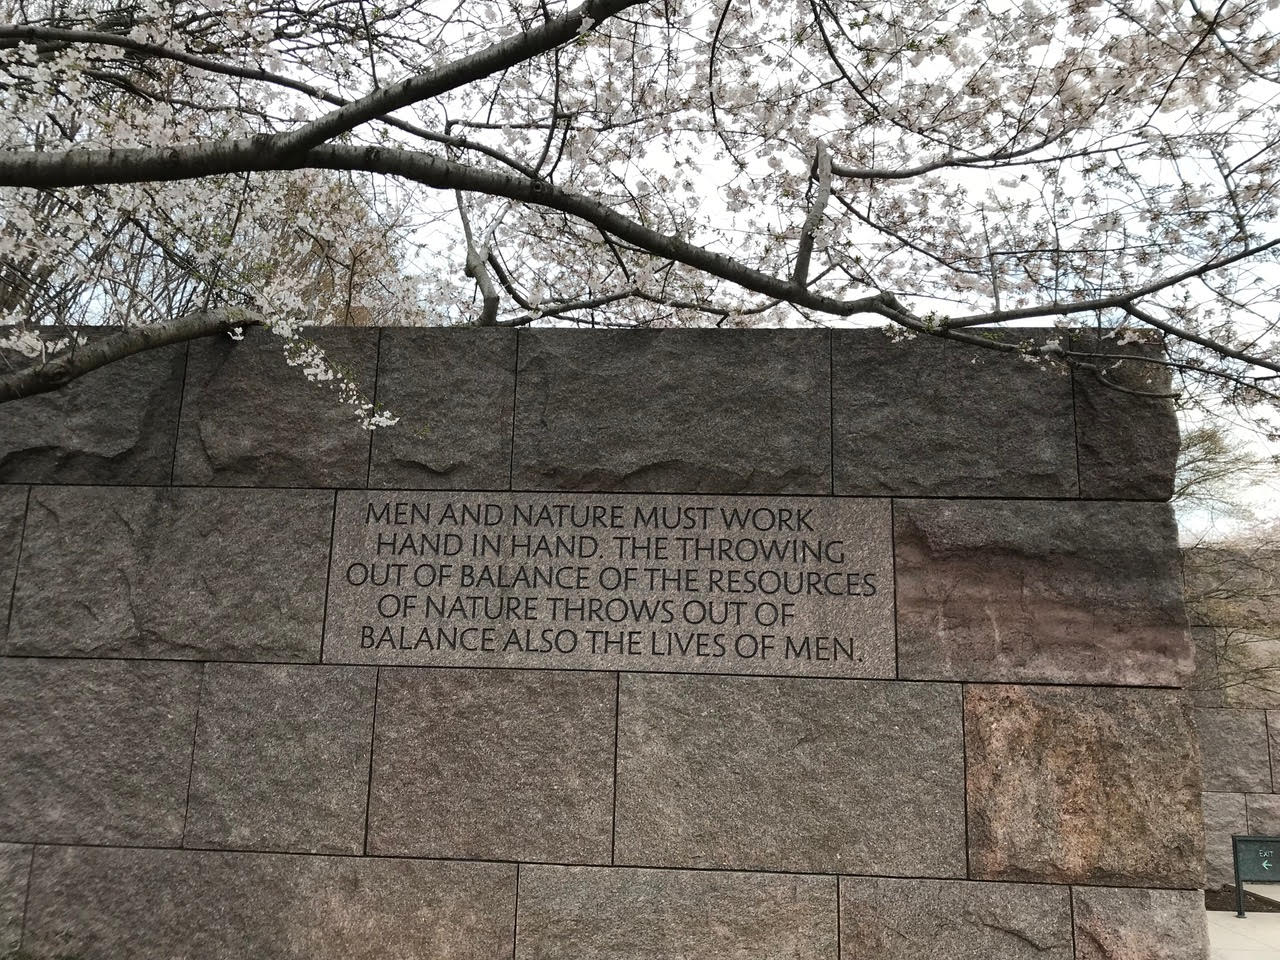 MEN AND NATURE MUST WORK
HAND IN HAND. THE THROWING
OUT OF BALANCE OF THE RESOURCES
OF NATURE THROWS OUT OF
BALANCE ALSO THE LIVES OF MEN.
EXIT